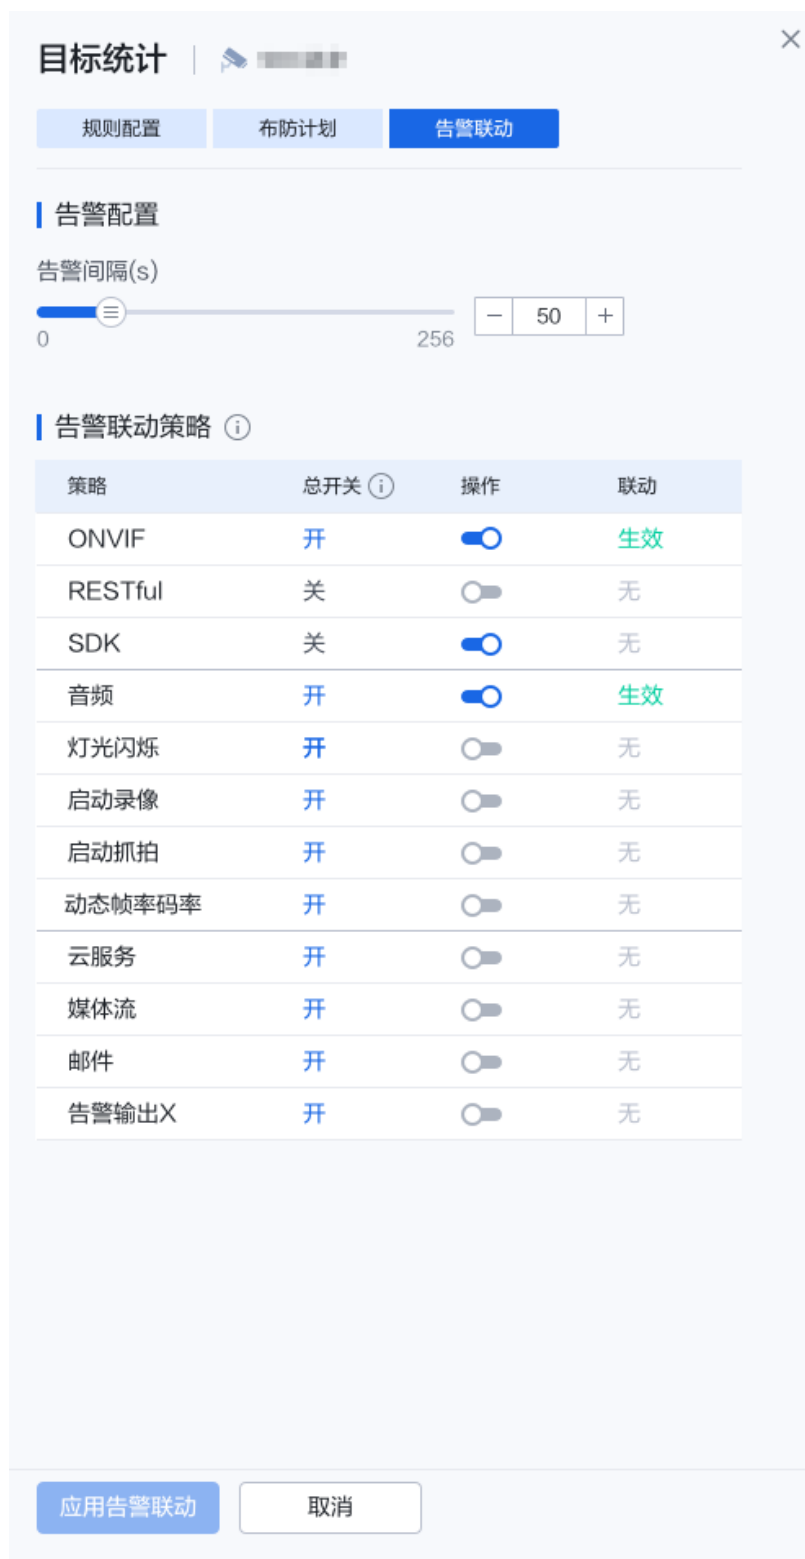 目标统计
规则配置 布防计划 告警联动
告警配置
告警间隔(s)
50
0 256
告警联动策略
策略 总开关 操作 联动
ONVIF 开 生效
RESTful 关 无
SDK 关 无
音频 开 生效
灯光闪烁 开 无
启动录像 开 无
启动抓拍 开 无
动态帧率码率 开 无
云服务 开 无
媒体流 开 无
邮件 开 无
告警输出X 开 无
应用告警联动 取消